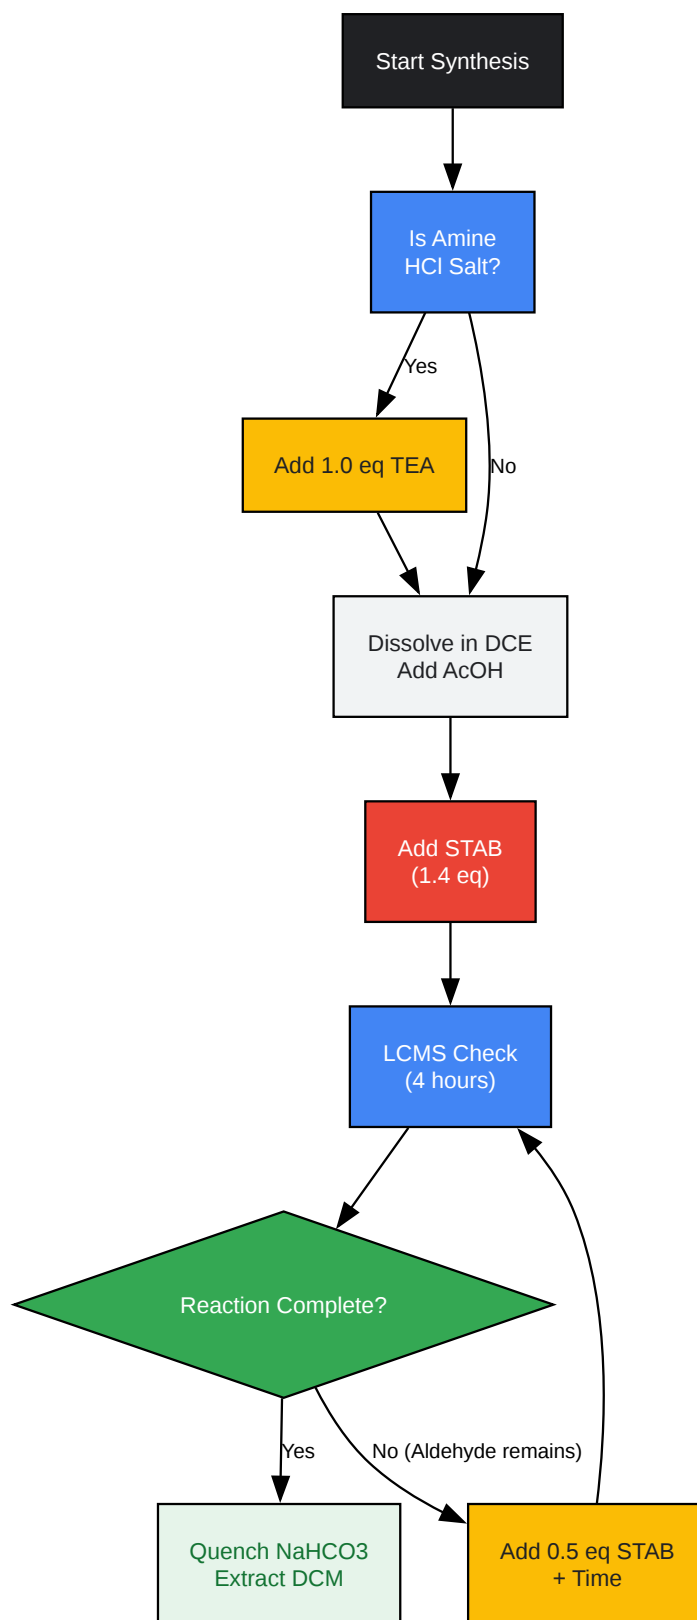 Start Synthesis
Is Amine
HCl Salt?
Yes
No
Add 1.0 eq TEA
Dissolve in DCE
Add AcOH
Add STAB
(1.4 eq)
LCMS Check
(4 hours)
Reaction Complete?
Yes
No (Aldehyde remains)
Quench NaHCO3
Extract DCM
Add 0.5 eq STAB
+ Time